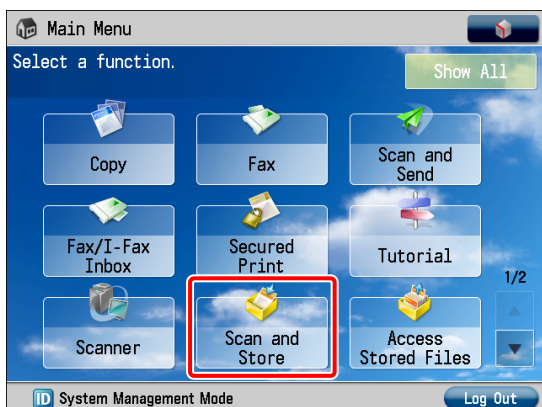 Main Menu
Select a function.
Show All
Copy
Fax
Scan and
Send
Fax/I-Fax
Inbox
Secured
Print
Tutorial
1/2
Scanner
Scan and
Store
Access
Stored Files
ID System Management Mode
Log Out